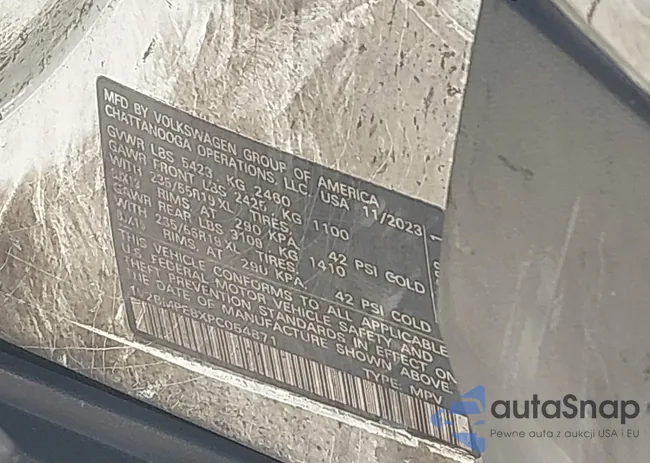 MFD BY VOLKSWAGEN GROUP OF AMERICA
CHATTANOOGA OPERATIONS, LLC, USA 11/2023
GVWR LBS 5423 KG 2460
GAWR FRONT LBS 2425 KG 1100
WITH 235/55R19 XL TIRES,
RIMS, AT 290 KPA, 42 PSI COLD
GAWR REAR LBS 3109 KG 1410
WITH 235/55R19 XL TIRES,
RIMS, AT 290 KPA, 42 PSI COLD
THIS VEHICLE CONFORMS TO ALL APPLICABLE
U.S. FEDERAL MOTOR VEHICLE SAFETY AND
THEFT PREVENTION STANDARDS IN EFFECT ON
THE DATE OF MANUFACTURE SHOWN ABOVE.
TYPE: MPV
autaSnap
Pewne auta z aukcji USA i EU